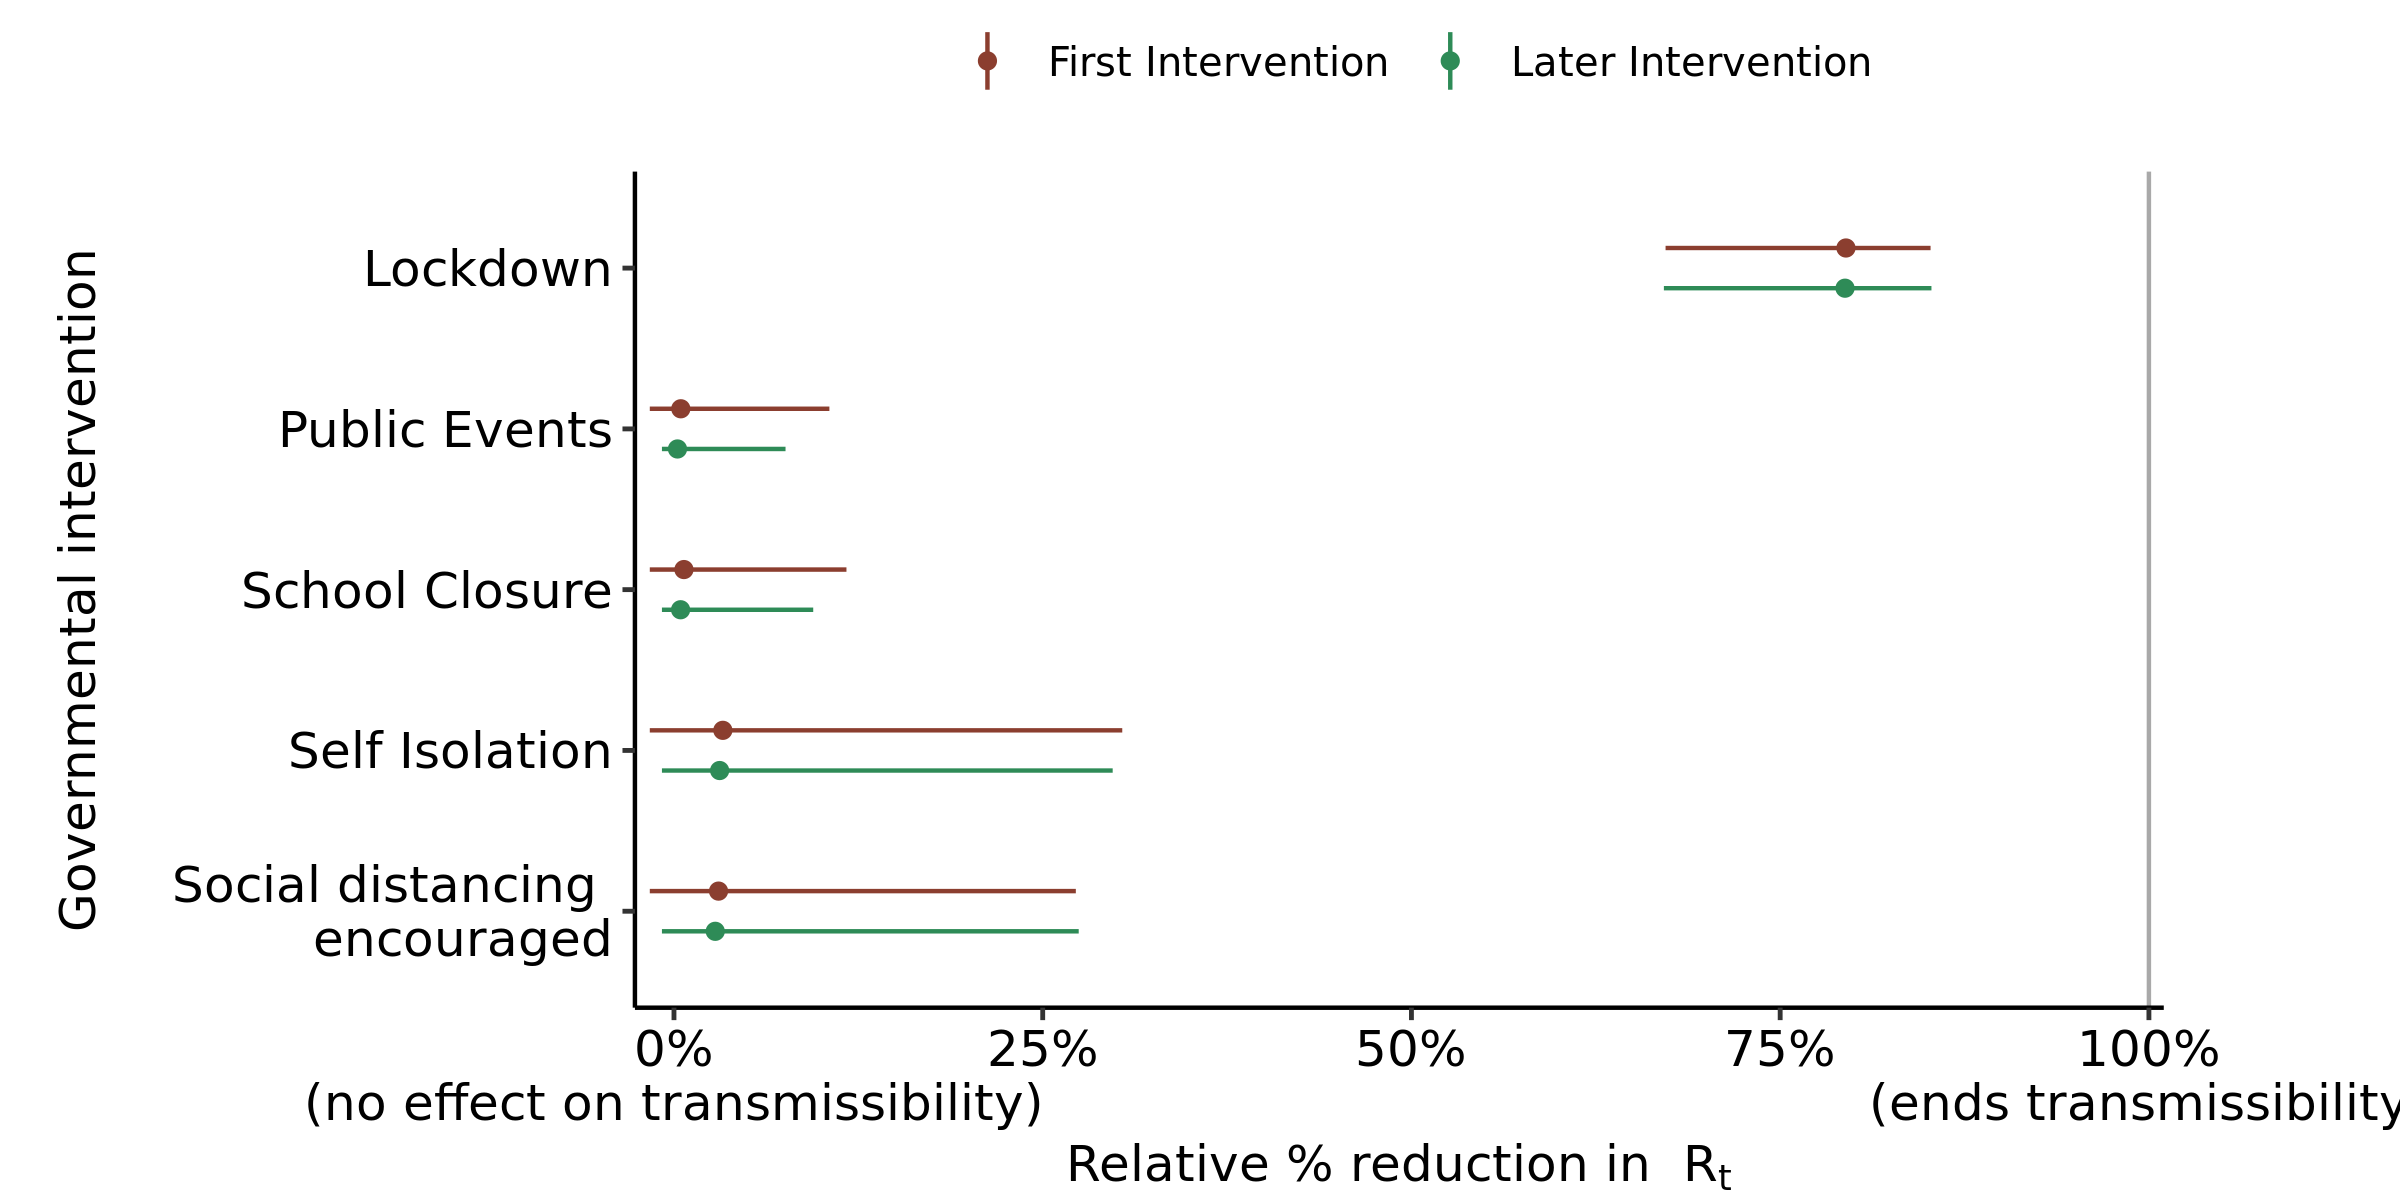 First Intervention
Later Intervention
Governmental intervention
Lockdown
Public Events
School Closure
Self Isolation
Social distancing
encouraged
0%
(no effect on transmissibility)
25%
50%
75%
100%
(ends transmissibility
Relative % reduction in Rₜ